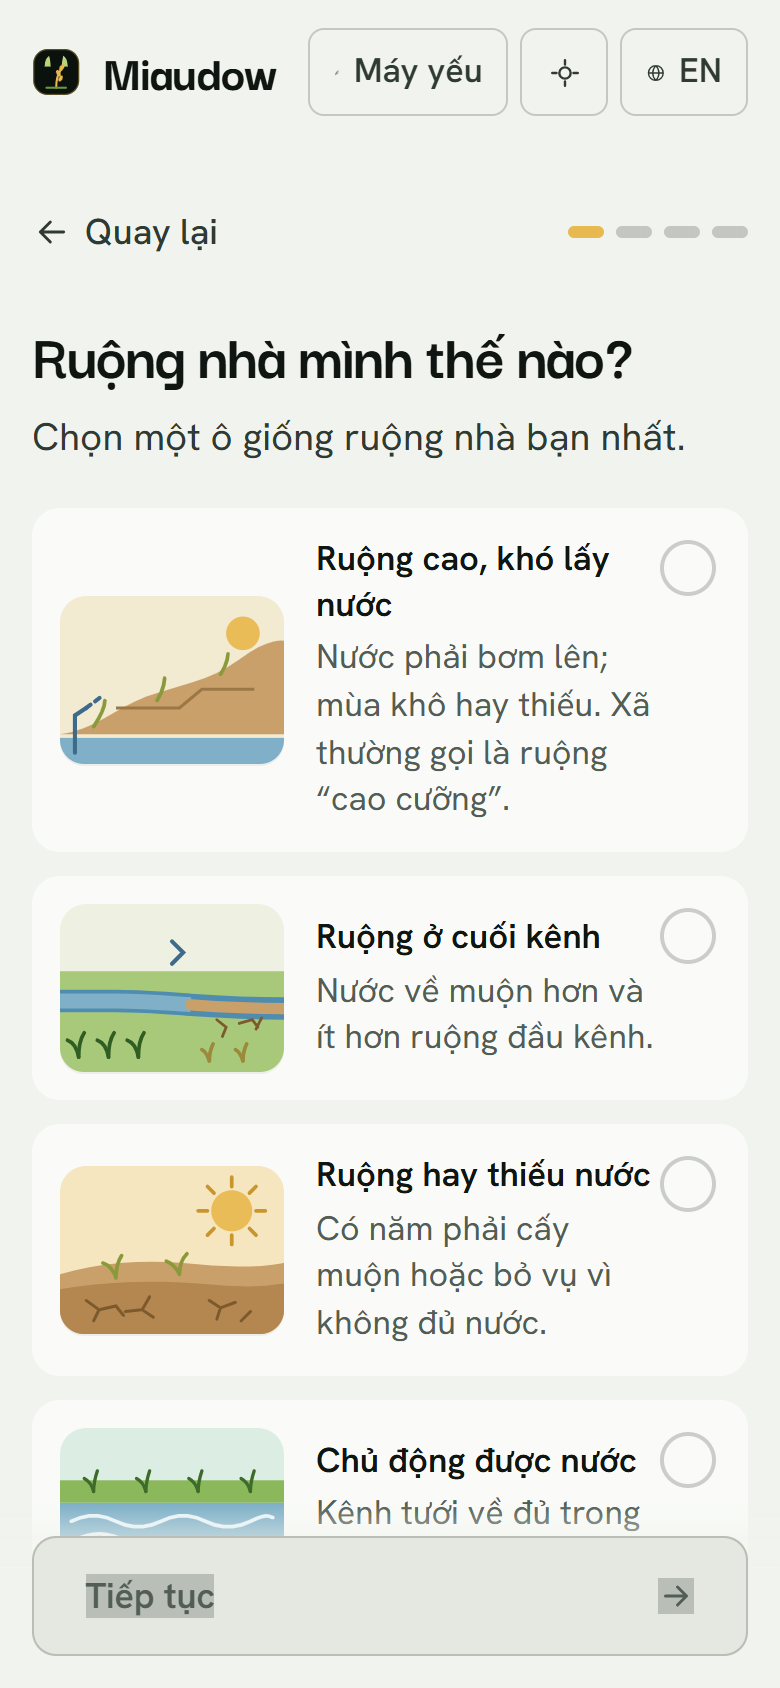 Miaudow
Máy yếu
EN
Quay lại
Ruộng nhà mình thế nào?
Chọn một ô giống ruộng nhà bạn nhất.
Ruộng cao, khó lấy
nước
Nước phải bơm lên;
mùa khô hay thiếu. Xã
thường gọi là ruộng
“cao cưỡng”.
Ruộng ở cuối kênh
Nước về muộn hơn và
ít hơn ruộng đầu kênh.
Ruộng hay thiếu nước
Có năm phải cấy
muộn hoặc bỏ vụ vì
không đủ nước.
Chủ động được nước
Kênh tưới về đủ trong
Tiếp tục